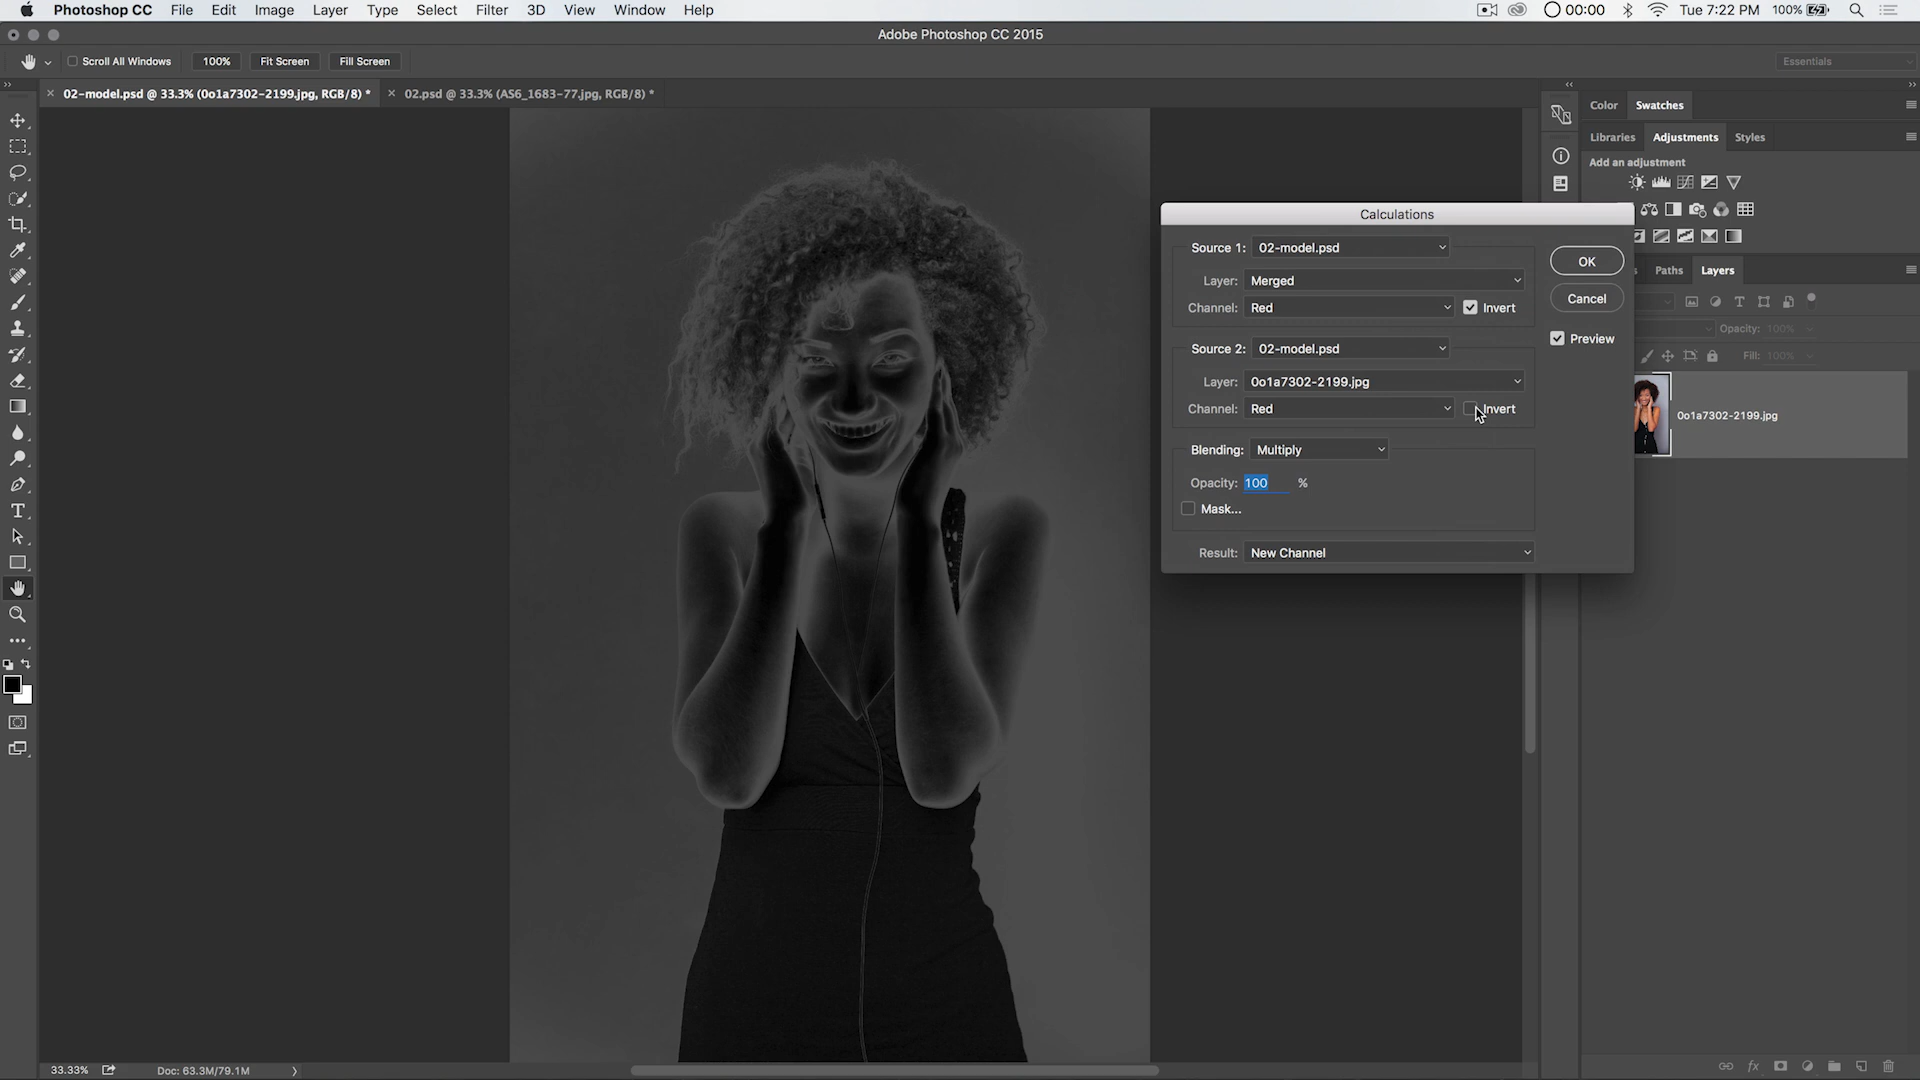 Photoshop CC File Edit Image Layer Type Select Filter 3D View Window Help 00:00 Tue 7:22 PM 100%
Adobe Photoshop CC 2015
Scroll All Windows 100% Fit Screen Fill Screen Essentials
02-model.psd @ 33.3% (0o1a7302-2199.jpg, RGB/8) * 02.psd @ 33.3% (AS6_1683-77.jpg, RGB/8) *
Color Swatches
Libraries Adjustments Styles
Add an adjustment
Calculations
Source 1: 02-model.psd
OK
Layer: Merged
Cancel
Channel: Red Invert
Preview
Source 2: 02-model.psd
Layer: 0o1a7302-2199.jpg
Channel: Red Invert
Blending: Multiply
Opacity: 100 %
Mask...
Result: New Channel
Paths Layers
Opacity: 100%
Fill: 100%
0o1a7302-2199.jpg
33.33% Doc: 63.3M/79.1M